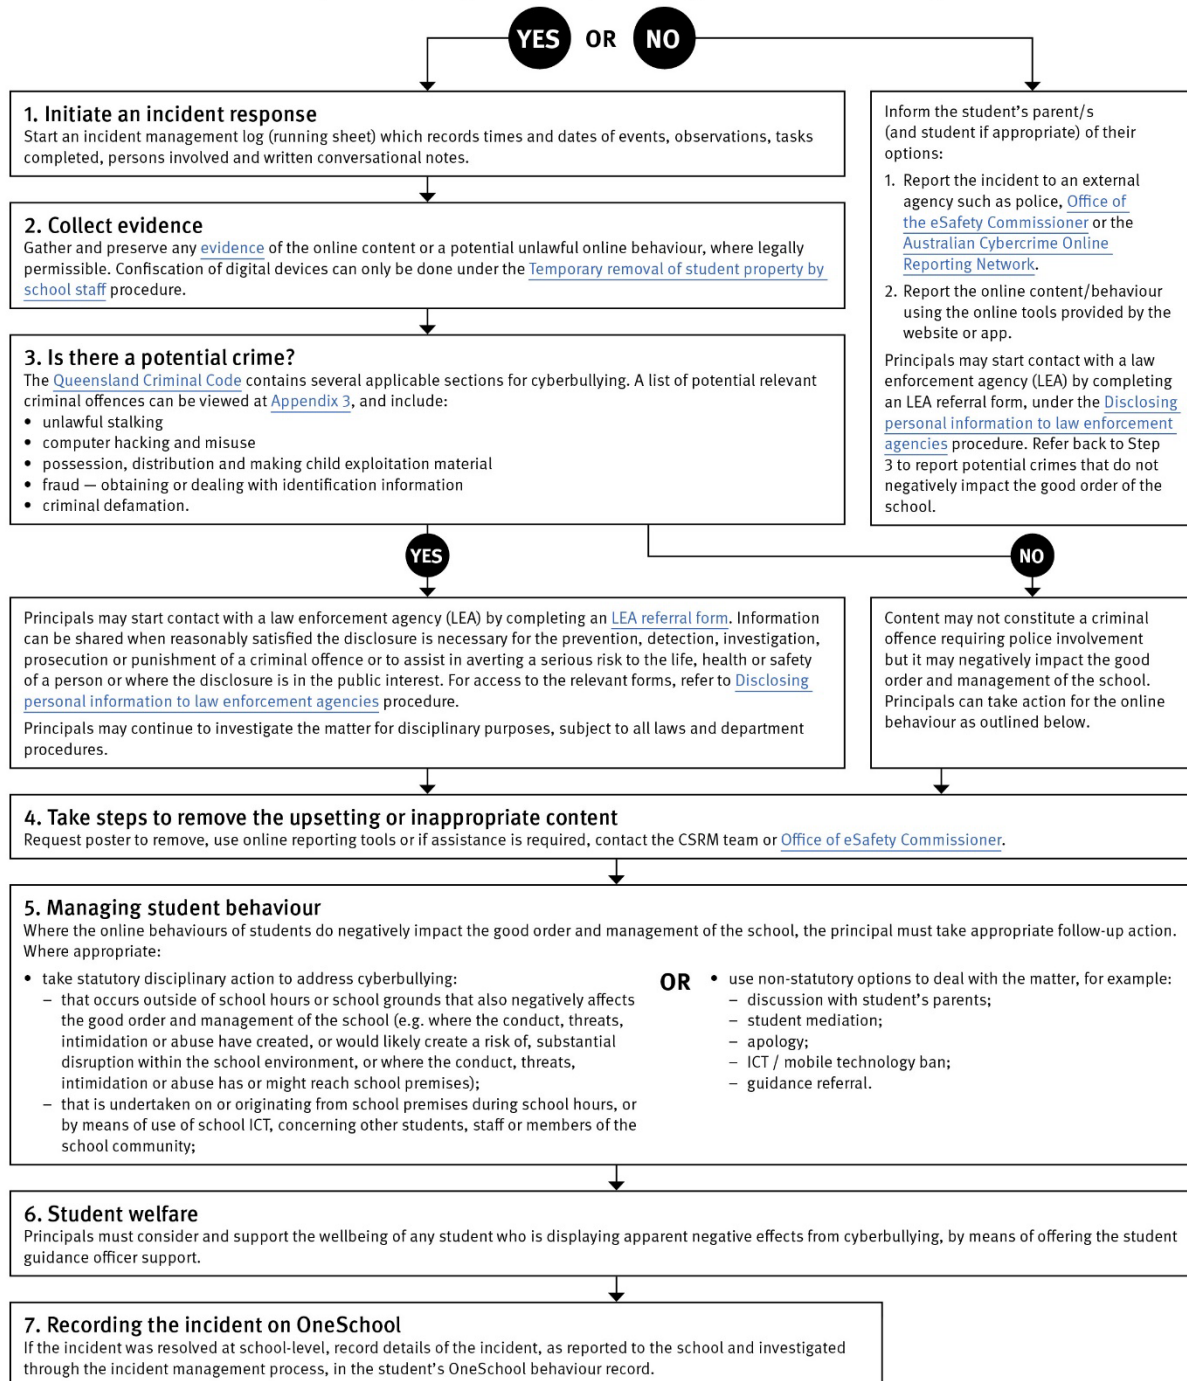 YES OR NO
1. Initiate an incident response
Start an incident management log (running sheet) which records times and dates of events, observations, tasks
completed, persons involved and written conversational notes.
2. Collect evidence
Gather and preserve any evidence of the online content or a potential unlawful online behaviour, where legally
permissible. Confiscation of digital devices can only be done under the Temporary removal of student property by
school staff procedure.
3. Is there a potential crime?
The Queensland Criminal Code contains several applicable sections for cyberbullying. A list of potential relevant
criminal offences can be viewed at Appendix 3, and include:
• unlawful stalking
• computer hacking and misuse
• possession, distribution and making child exploitation material
• fraud — obtaining or dealing with identification information
• criminal defamation.
Inform the student's parent/s
(and student if appropriate) of their
options:
1. Report the incident to an external
agency such as police, Office of
the eSafety Commissioner or the
Australian Cybercrime Online
Reporting Network.
2. Report the online content/behaviour
using the online tools provided by the
website or app.
Principals may start contact with a law
enforcement agency (LEA) by completing
an LEA referral form, under the Disclosing
personal information to law enforcement
agencies procedure. Refer back to Step
3 to report potential crimes that do not
negatively impact the good order of the
school.
YES
NO
Principals may start contact with a law enforcement agency (LEA) by completing an LEA referral form. Information
can be shared when reasonably satisfied the disclosure is necessary for the prevention, detection, investigation,
prosecution or punishment of a criminal offence or to assist in averting a serious risk to the life, health or safety
of a person or where the disclosure is in the public interest. For access to the relevant forms, refer to Disclosing
personal information to law enforcement agencies procedure.
Principals may continue to investigate the matter for disciplinary purposes, subject to all laws and department
procedures.
Content may not constitute a criminal
offence requiring police involvement
but it may negatively impact the good
order and management of the school.
Principals can take action for the online
behaviour as outlined below.
4. Take steps to remove the upsetting or inappropriate content
Request poster to remove, use online reporting tools or if assistance is required, contact the CSRM team or Office of eSafety Commissioner.
5. Managing student behaviour
Where the online behaviours of students do negatively impact the good order and management of the school, the principal must take appropriate follow-up action.
Where appropriate:
• take statutory disciplinary action to address cyberbullying:
– that occurs outside of school hours or school grounds that also negatively affects
the good order and management of the school (e.g. where the conduct, threats,
intimidation or abuse have created, or would likely create a risk of, substantial
disruption within the school environment, or where the conduct, threats,
intimidation or abuse has or might reach school premises);
– that is undertaken on or originating from school premises during school hours, or
by means of use of school ICT, concerning other students, staff or members of the
school community;
OR
• use non-statutory options to deal with the matter, for example:
– discussion with student's parents;
– student mediation;
– apology;
– ICT / mobile technology ban;
– guidance referral.
6. Student welfare
Principals must consider and support the wellbeing of any student who is displaying apparent negative effects from cyberbullying, by means of offering the student
guidance officer support.
7. Recording the incident on OneSchool
If the incident was resolved at school-level, record details of the incident, as reported to the school and investigated
through the incident management process, in the student's OneSchool behaviour record.